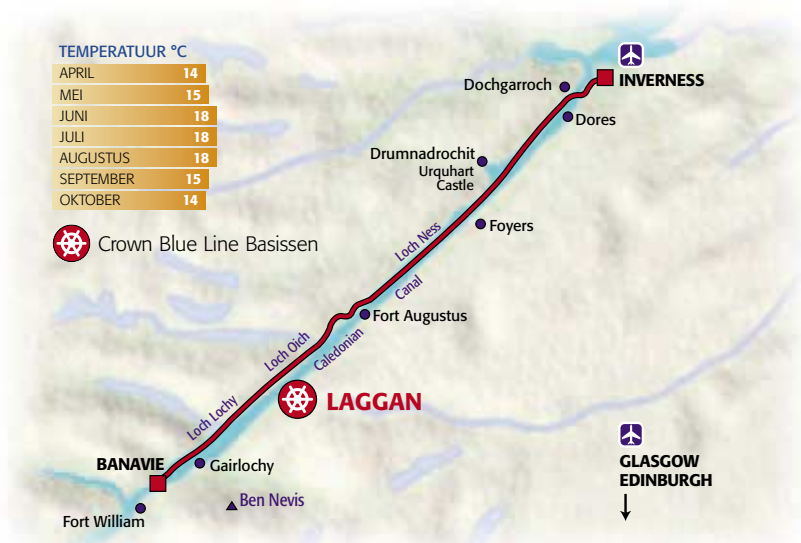 TEMPERATUUR °C
APRIL 14
MEI 15
JUNI 18
JULI 18
AUGUSTUS 18
SEPTEMBER 15
OKTOBER 14
Crown Blue Line Basissen
INVERNESS
Dochgarroch
Dores
Drumnadrochit
Urquhart
Castle
Foyers
Loch Ness
Canal
Fort Augustus
Loch Oich
Caledonian
LAGGAN
Loch Lochy
BANAVIE
Gairlochy
Ben Nevis
Fort William
GLASGOW
EDINBURGH